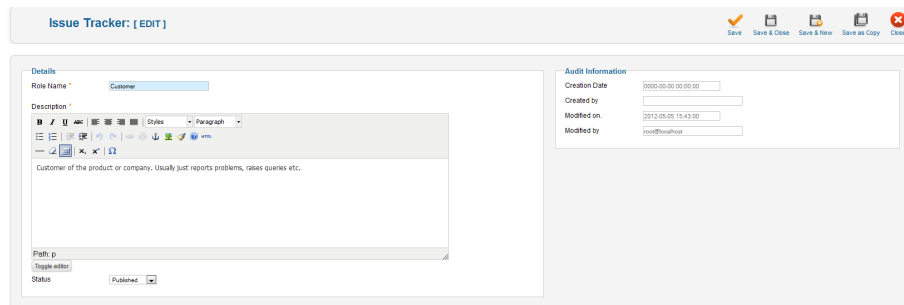 Issue Tracker: [ EDIT ]
Save Save & Close Save & New Save as Copy Close
Details
Role Name * Customer
Description *
B I U ABC Styles Paragraph
HTML
Customer of the product or company. Usually just reports problems, raises queries etc.
Path: p
Toggle editor
Status Published
Audit Information
Creation Date 0000-00-00 00:00:00
Created by
Modified on. 2012-05-05 15:43:00
Modified by root@localhost